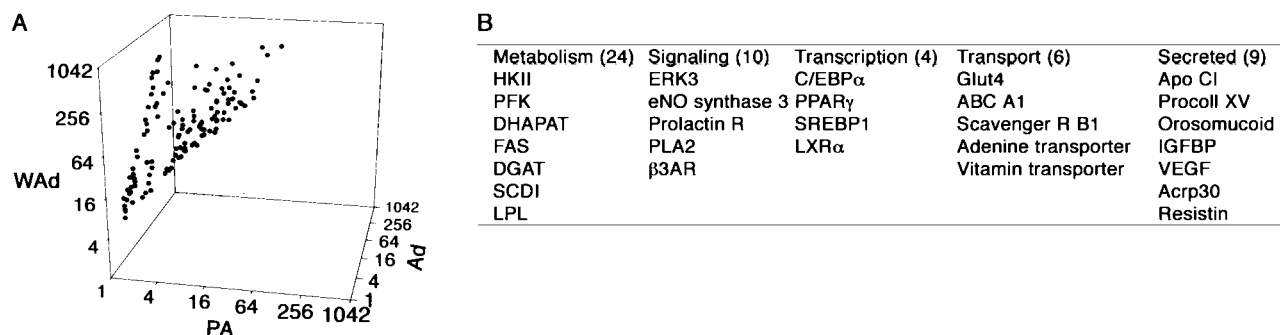 A
1042
256
64
WAd
16
4
1
4
16
64
256
1042
PA
1
4
16
64
256
1042
Ad
B
Metabolism (24) Signaling (10) Transcription (4) Transport (6) Secreted (9)
HKII ERK3 C/EBPα Glut4 Apo CI
PFK eNO synthase 3 PPARγ ABC A1 Procoll XV
DHAPAT Prolactin R SREBP1 Scavenger R B1 Orosomucoid
FAS PLA2 LXRα Adenine transporter IGFBP
DGAT β3AR Vitamin transporter VEGF
SCDI Acrp30
LPL Resistin